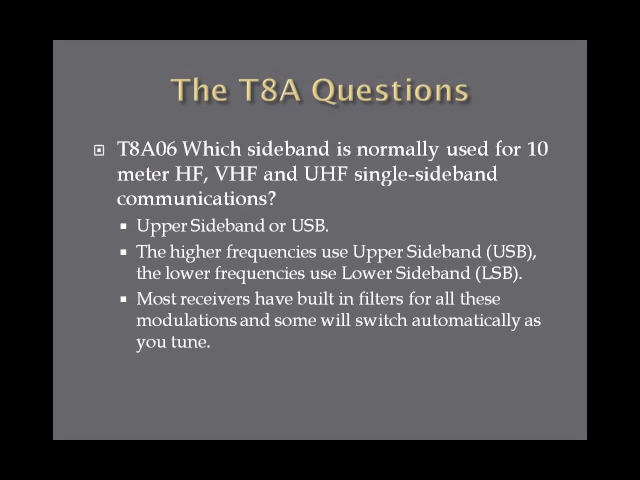 The T8A Questions
T8A06 Which sideband is normally used for 10
meter HF, VHF and UHF single-sideband
communications?
Upper Sideband or USB.
The higher frequencies use Upper Sideband (USB),
the lower frequencies use Lower Sideband (LSB).
Most receivers have built in filters for all these
modulations and some will switch automatically as
you tune.